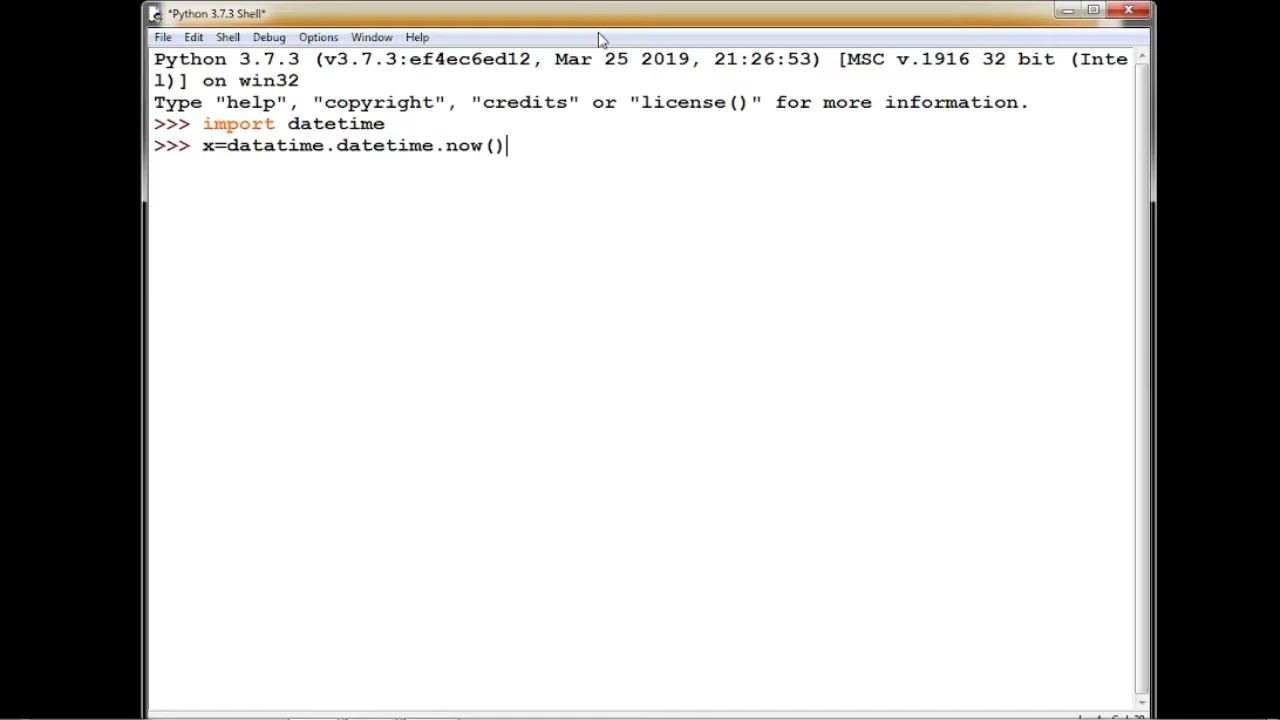 *Python 3.7.3 Shell*
File Edit Shell Debug Options Window Help
Python 3.7.3 (v3.7.3:ef4ec6ed12, Mar 25 2019, 21:26:53) [MSC v.1916 32 bit (Inte
l)] on win32
Type "help", "copyright", "credits" or "license()" for more information.
>>> import datetime
>>> x=datatime.datetime.now()